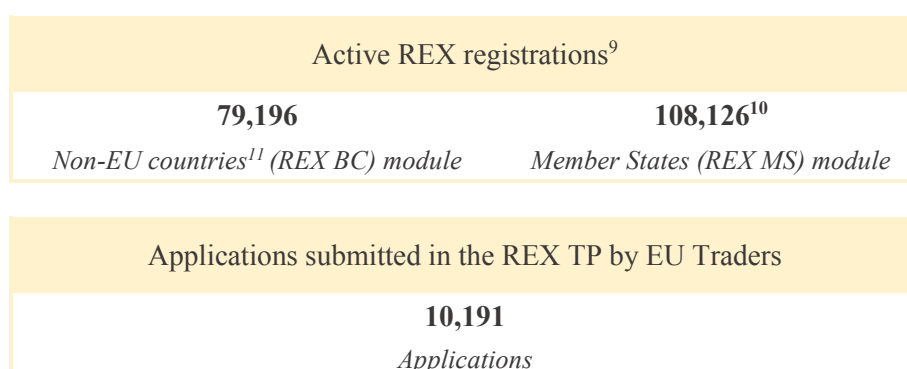 Active REX registrations⁹
79,196 108,126¹⁰
Non-EU countries¹¹ (REX BC) module Member States (REX MS) module
Applications submitted in the REX TP by EU Traders
10,191
Applications